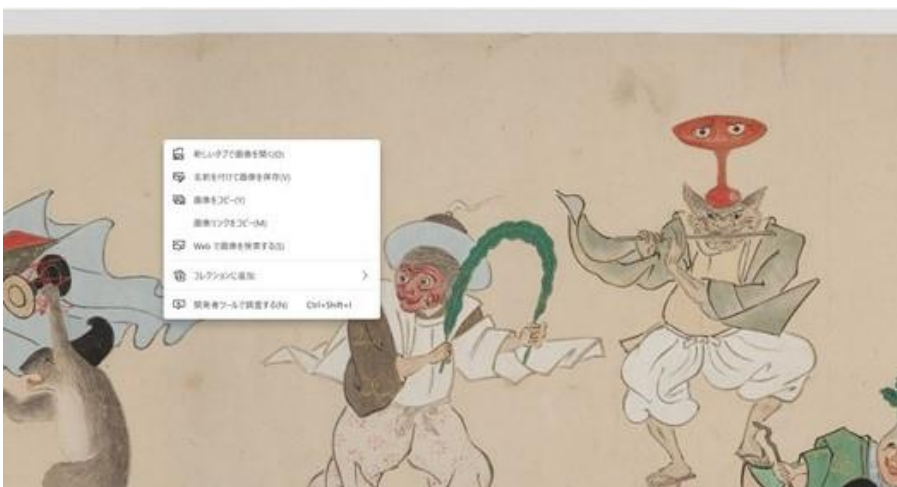 新しいタブで画像を開く(O)
名前を付けて画像を保存(V)
画像をコピー(Y)
画像リンクをコピー(M)
Web で画像を検索する(S)
コレクションに追加
開発者ツールで調査する(N) Ctrl+Shift+I